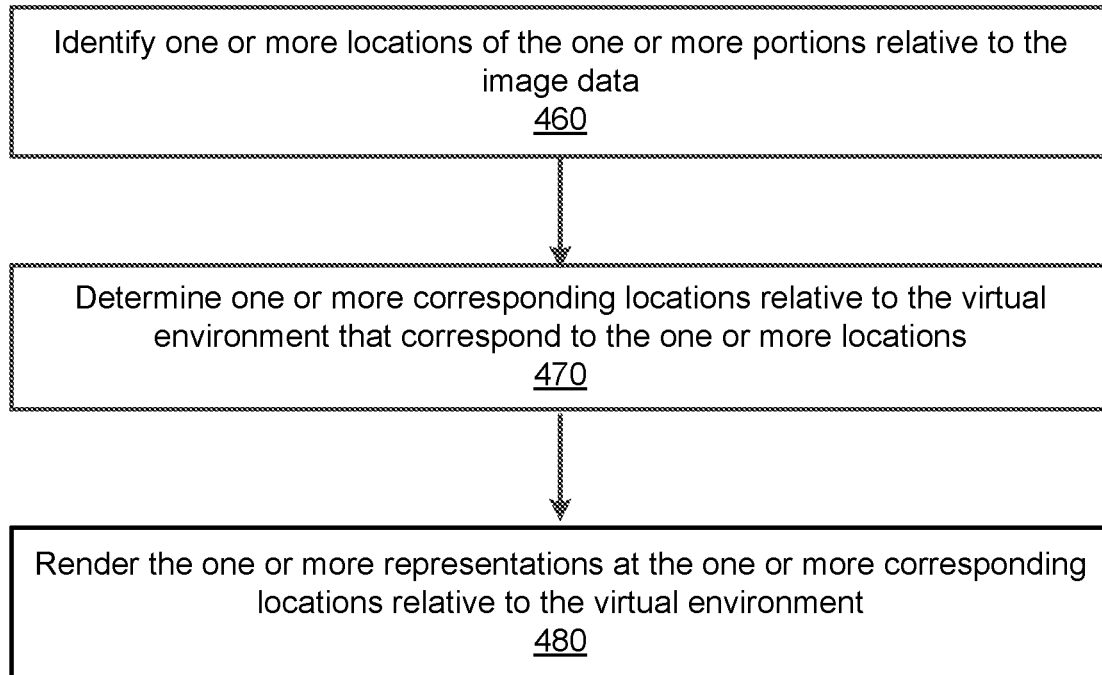 Identify one or more locations of the one or more portions relative to the
image data
460
Determine one or more corresponding locations relative to the virtual
environment that correspond to the one or more locations
470
Render the one or more representations at the one or more corresponding
locations relative to the virtual environment
480